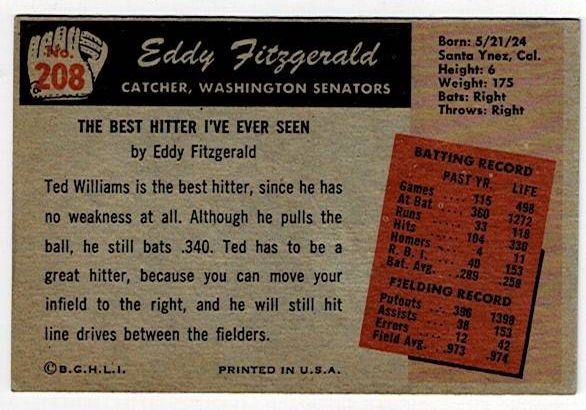 No.
208
Eddy Fitzgerald
CATCHER, WASHINGTON SENATORS
Born: 5/21/24
Santa Ynez, Cal.
Height: 6
Weight: 175
Bats: Right
Throws: Right
THE BEST HITTER I'VE EVER SEEN
by Eddy Fitzgerald
Ted Williams is the best hitter, since he has
no weakness at all. Although he pulls the
ball, he still bats .340. Ted has to be a
great hitter, because you can move your
infield to the right, and he will still hit
line drives between the fielders.
BATTING RECORD
PAST YR. LIFE
Games 115 498
At Bat 360 1272
Runs 33 118
Hits 104 330
Homers 4 11
R. B. I. 40 153
Bat. Avg. .289 .259
FIELDING RECORD
Putouts 396 1398
Assists 38 153
Errors 12 42
Field Avg. .973 .974
©B.G.H.L.I. PRINTED IN U.S.A.